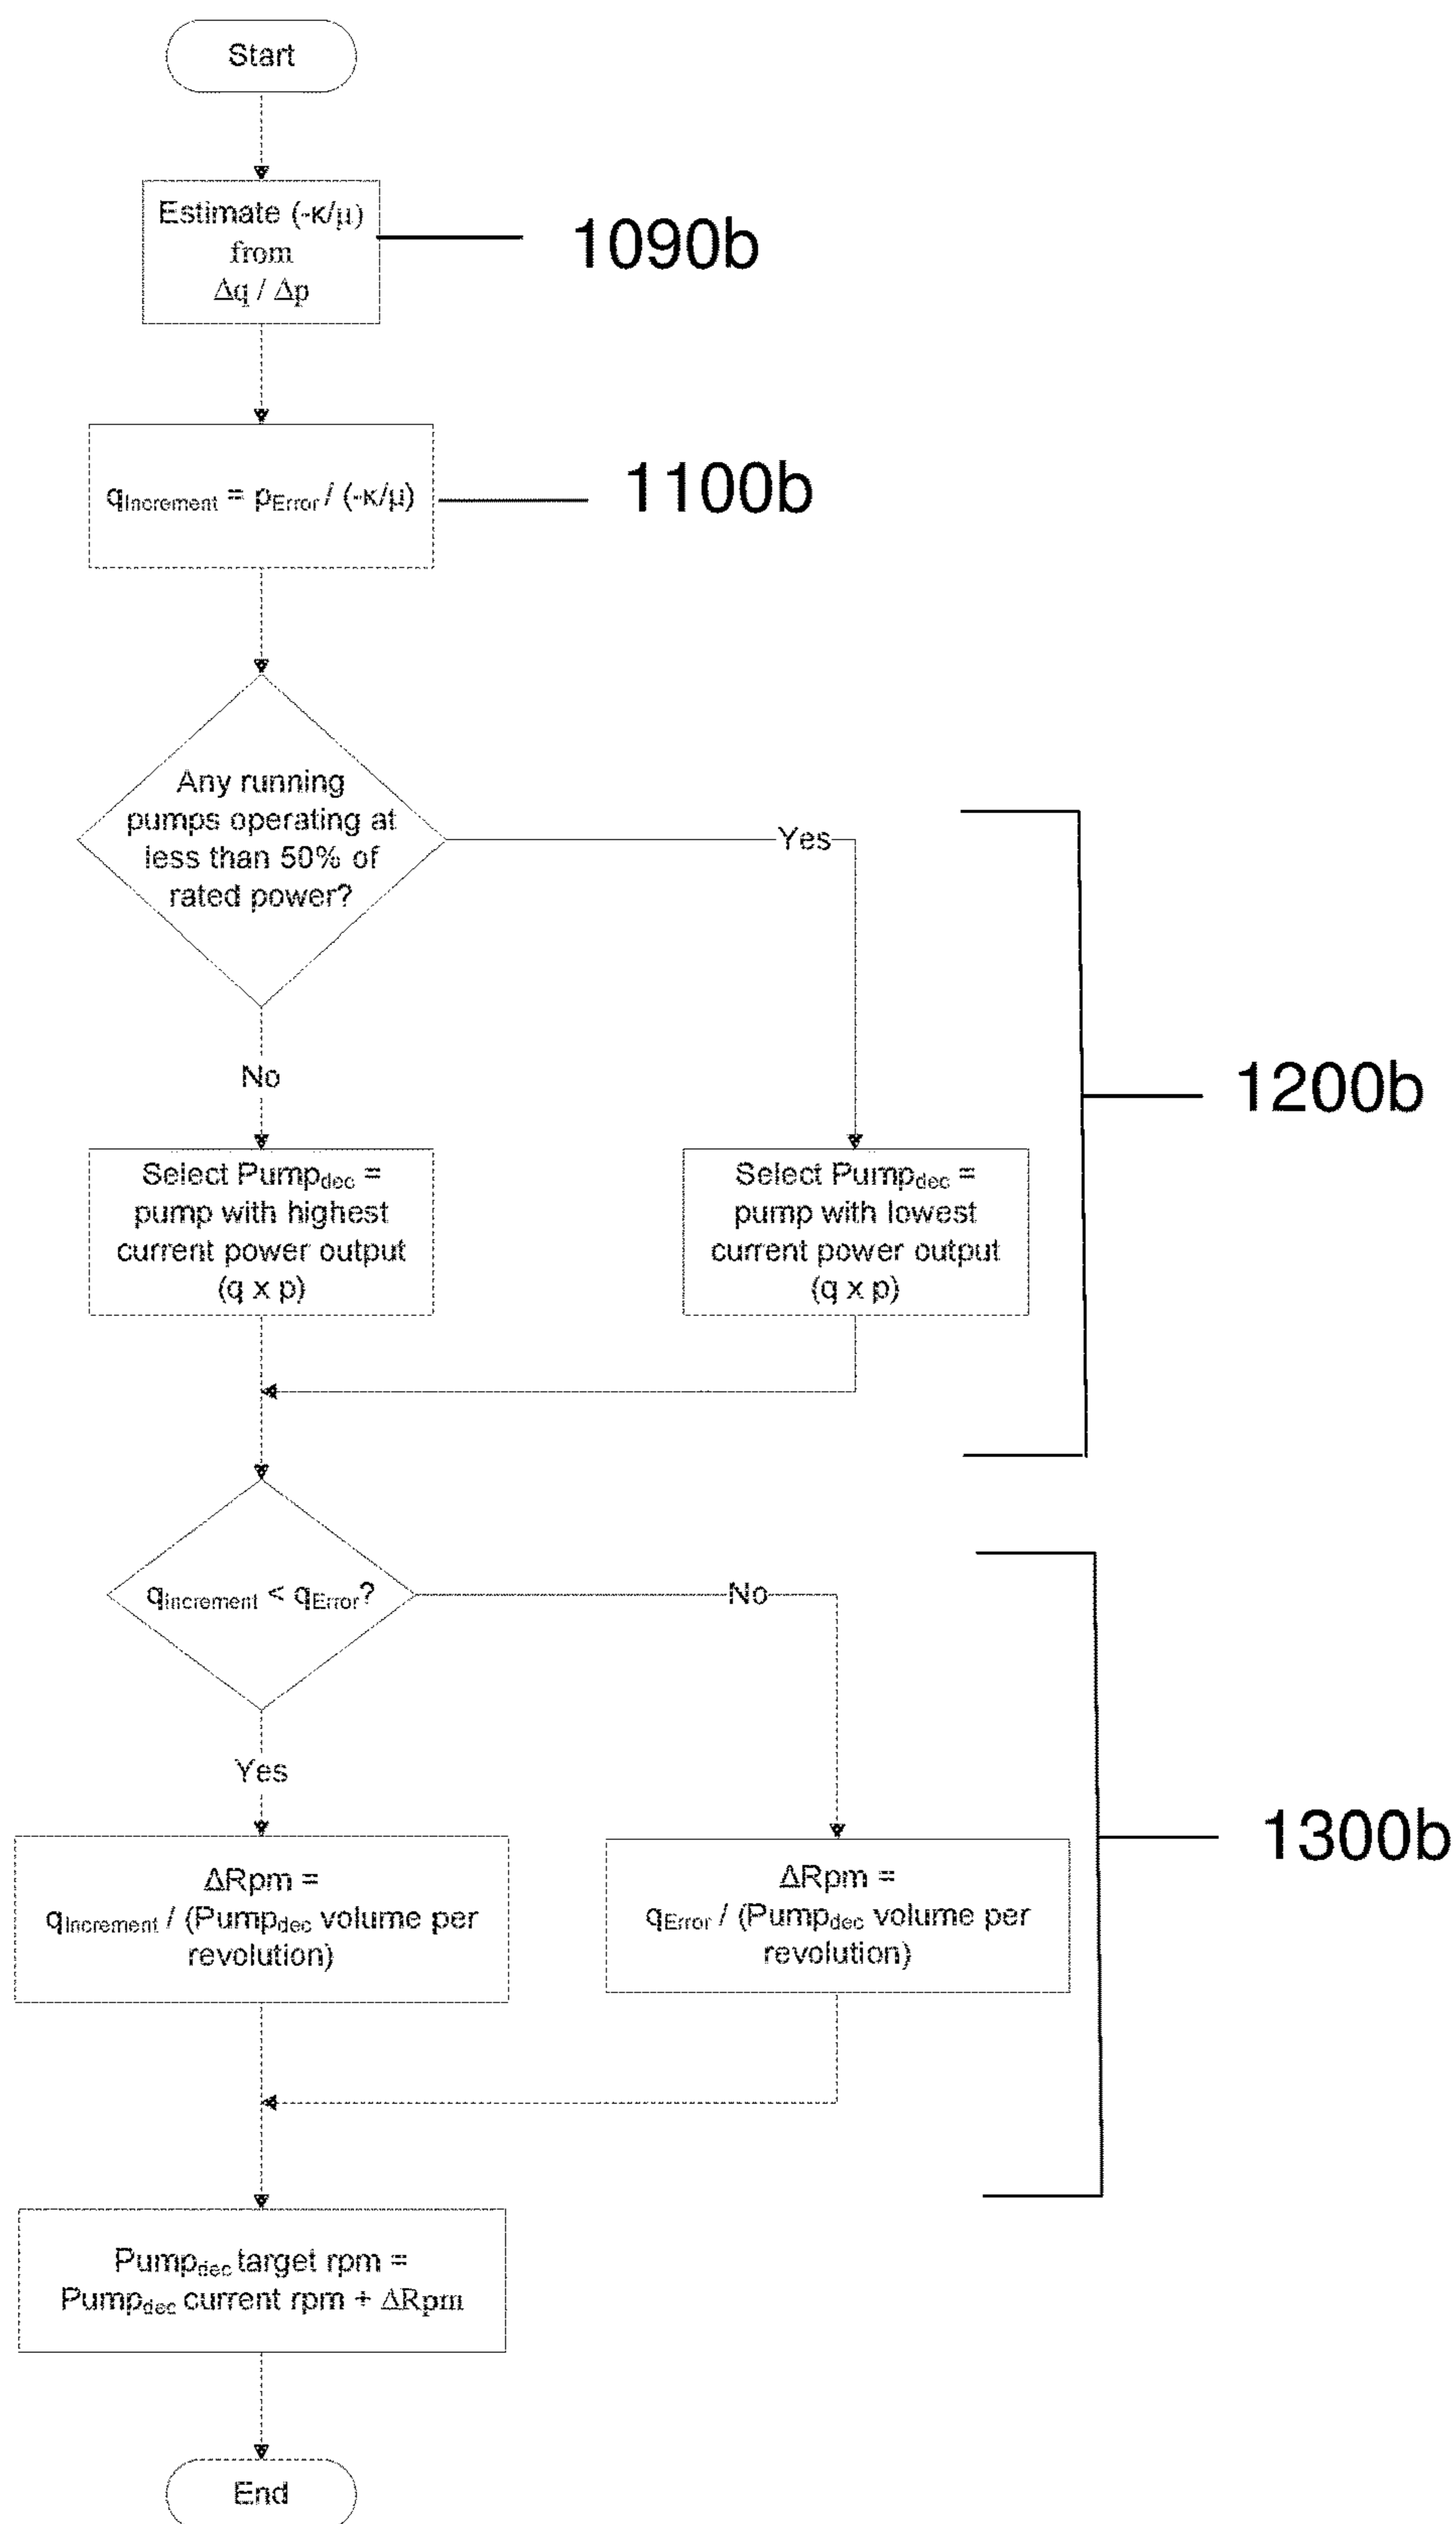 Start
Estimate (-κ/μ)
from
Δq / Δp
1090b
qIncrement = pError / (-κ/μ)
1100b
Any running
pumps operating at
less than 50% of
rated power?
Yes
No
1200b
Select Pumpdec =
pump with highest
current power output
(q x p)
Select Pumpdec =
pump with lowest
current power output
(q x p)
qincrement < qError?
No
Yes
1300b
ΔRpm =
qIncrement / (Pumpdec volume per
revolution)
ΔRpm =
qError / (Pumpdec volume per
revolution)
Pumpdec target rpm =
Pumpdec current rpm + ΔRpm
End